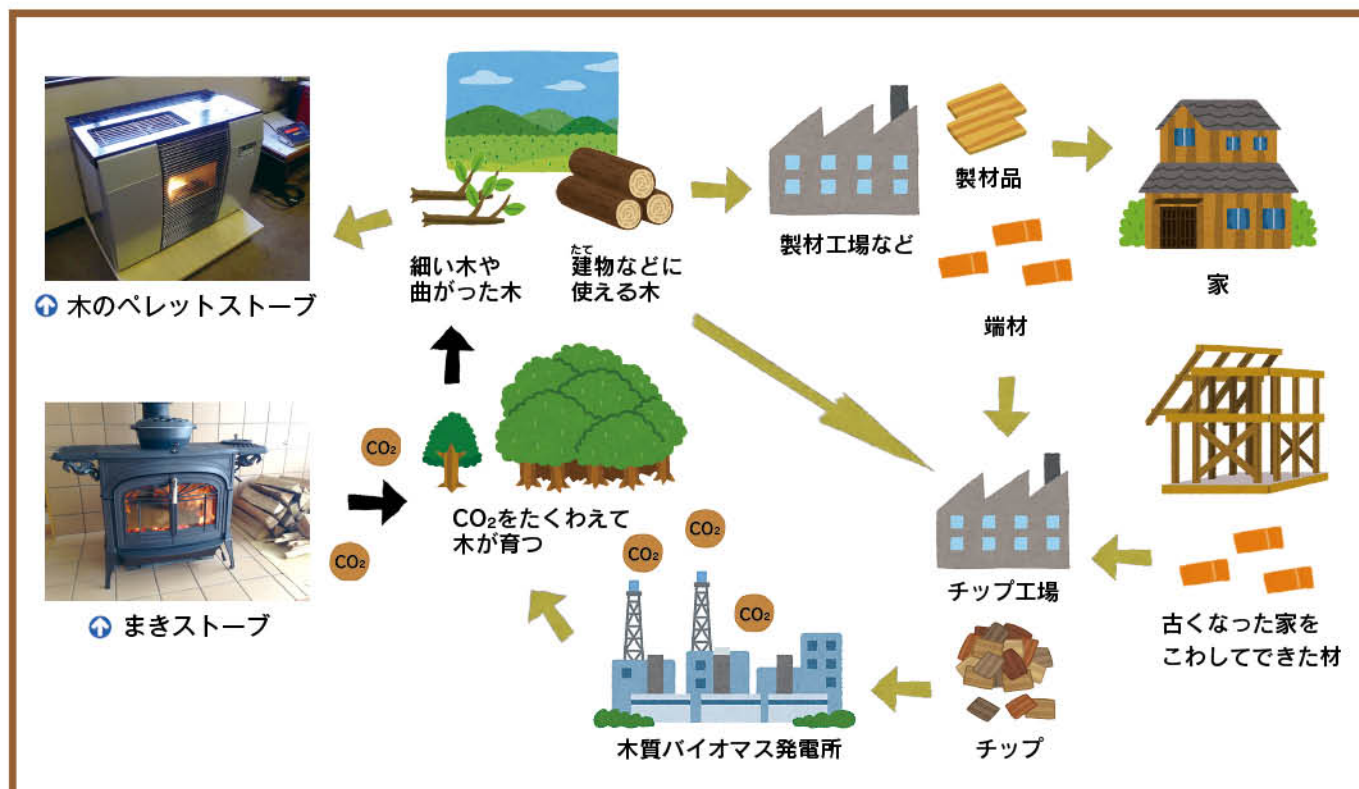 細い木や
曲がった木
たて
建物などに
使える木
製材工場など
製材品
端材
家
木のペレットストーブ
まきストーブ
CO₂
CO₂
CO₂をたくわえて
木が育つ
CO₂
CO₂
CO₂
木質バイオマス発電所
チップ工場
チップ
古くなった家を
こわしてできた材